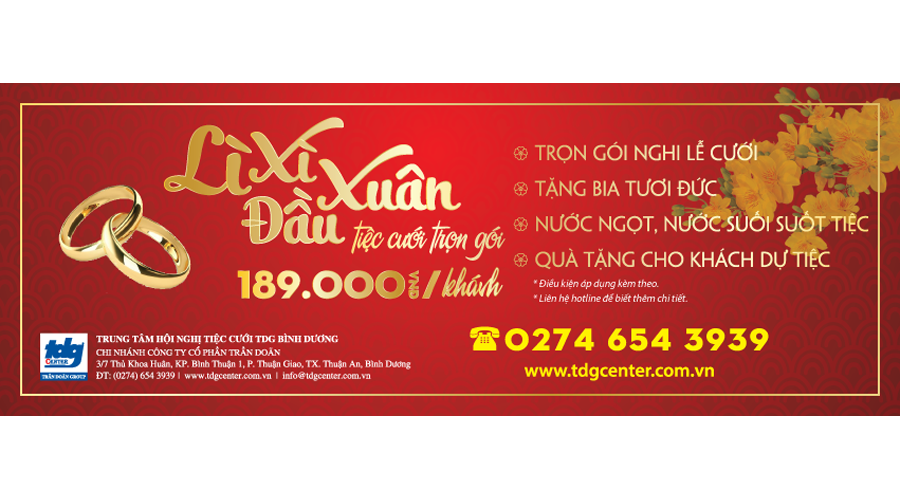 Lì Xì
Đầu Xuân
tiệc cưới trọn gói
189.000 VNĐ/khách
TRỌN GÓI NGHI LỄ CƯỚI
TẶNG BIA TƯƠI ĐỨC
NƯỚC NGỌT, NƯỚC SUỐI SUỐT TIỆC
QUÀ TẶNG CHO KHÁCH DỰ TIỆC
* Điều kiện áp dụng kèm theo.
* Liên hệ hotline để biết thêm chi tiết.
tdg
CENTER
TRẦN DOÃN GROUP
TRUNG TÂM HỘI NGHỊ TIỆC CƯỚI TDG BÌNH DƯƠNG
CHI NHÁNH CÔNG TY CỔ PHẦN TRẦN DOÃN
3/7 Thủ Khoa Huân, KP. Bình Thuận 1, P. Thuận Giao, TX. Thuận An, Bình Dương
ĐT: (0274) 654 3939 | www.tdgcenter.com.vn | info@tdgcenter.com.vn
☎0274 654 3939
www.tdgcenter.com.vn